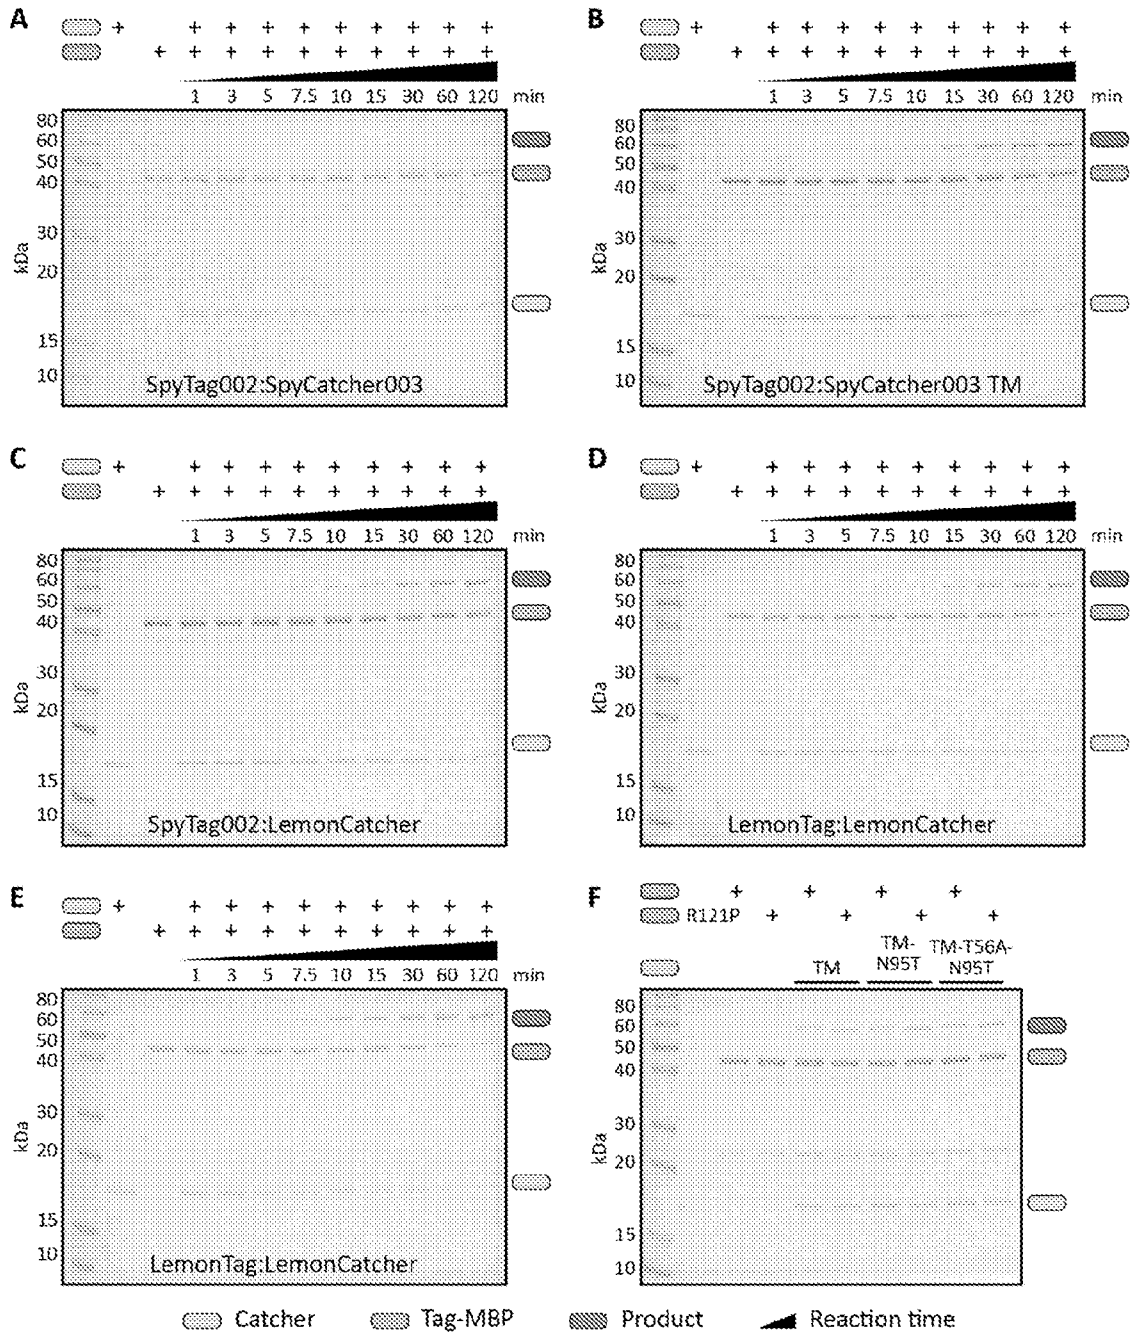 A
+ + + + + + + + + +
+ + + + + + + + + +
1 3 5 7.5 10 15 30 60 120 min
80
60
50
40
30
20
15
10
kDa
SpyTag002:SpyCatcher003
B
+ + + + + + + + + +
+ + + + + + + + + +
1 3 5 7.5 10 15 30 60 120 min
80
60
50
40
30
20
15
10
kDa
SpyTag002:SpyCatcher003 TM
C
+ + + + + + + + + +
+ + + + + + + + + +
1 3 5 7.5 10 15 30 60 120 min
80
60
50
40
30
20
15
10
kDa
SpyTag002:LemonCatcher
D
+ + + + + + + + + +
+ + + + + + + + + +
1 3 5 7.5 10 15 30 60 120 min
80
60
50
40
30
20
15
10
kDa
LemonTag:LemonCatcher
E
+ + + + + + + + + +
+ + + + + + + + + +
1 3 5 7.5 10 15 30 60 120 min
80
60
50
40
30
20
15
10
kDa
LemonTag:LemonCatcher
F
+ + + +
R121P + + + +
TM
TM-
N95T
TM-T56A-
N95T
80
60
50
40
30
20
15
10
kDa
Catcher Tag-MBP Product Reaction time